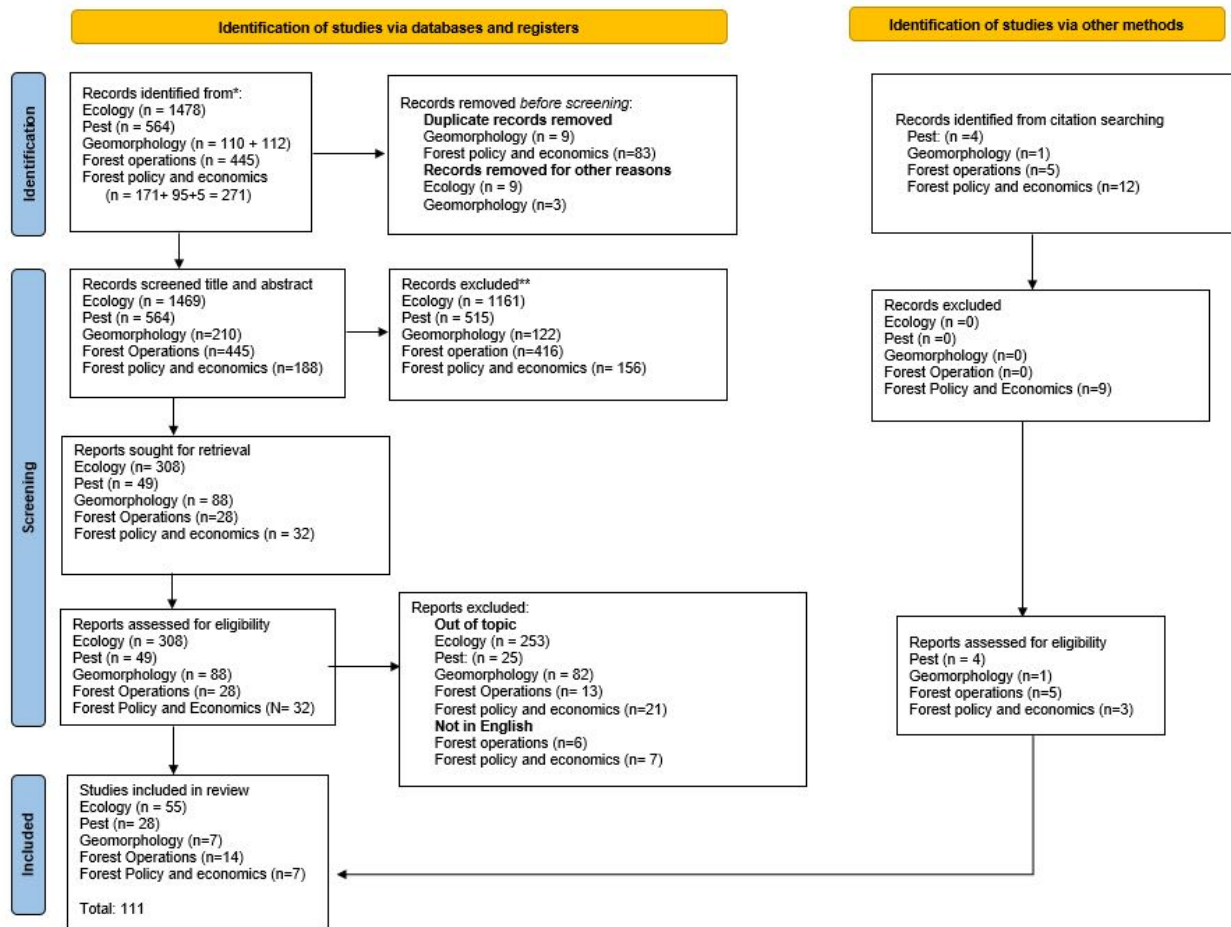 Identification of studies via databases and registers
Identification of studies via other methods
Identification
Records identified from*:
Ecology (n = 1478)
Pest (n = 564)
Geomorphology (n = 110 + 112)
Forest operations (n = 445)
Forest policy and economics
(n = 171+ 95+5 = 271)
Records removed before screening:
Duplicate records removed
Geomorphology (n = 9)
Forest policy and economics (n=83)
Records removed for other reasons
Ecology (n = 9)
Geomorphology (n=3)
Records identified from citation searching
Pest: (n =4)
Geomorphology (n=1)
Forest operations (n=5)
Forest policy and economics (n=12)
Screening
Records screened title and abstract
Ecology (n = 1469)
Pest (n = 564)
Geomorphology (n=210)
Forest Operations (n=445)
Forest policy and economics (n=188)
Records excluded**
Ecology (n = 1161)
Pest (n = 515)
Geomorphology (n=122)
Forest operation (n=416)
Forest policy and economics (n= 156)
Records excluded
Ecology (n =0)
Pest (n =0)
Geomorphology (n=0)
Forest Operation (n=0)
Forest Policy and Economics (n=9)
Reports sought for retrieval
Ecology (n= 308)
Pest (n = 49)
Geomorphology (n = 88)
Forest Operations (n=28)
Forest policy and economics (n = 32)
Reports assessed for eligibility
Ecology (n = 308)
Pest (n = 49)
Geomorphology (n = 88)
Forest Operations (n= 28)
Forest Policy and Economics (N= 32)
Reports excluded:
Out of topic
Ecology (n = 253)
Pest: (n = 25)
Geomorphology (n = 82)
Forest Operations (n= 13)
Forest policy and economics (n=21)
Not in English
Forest operations (n=6)
Forest policy and economics (n= 7)
Reports assessed for eligibility
Pest (n = 4)
Geomorphology (n=1)
Forest operations (n=5)
Forest policy and economics (n=3)
Included
Studies included in review
Ecology (n = 55)
Pest (n= 28)
Geomorphology (n=7)
Forest Operations (n=14)
Forest Policy and economics (n=7)
Total: 111